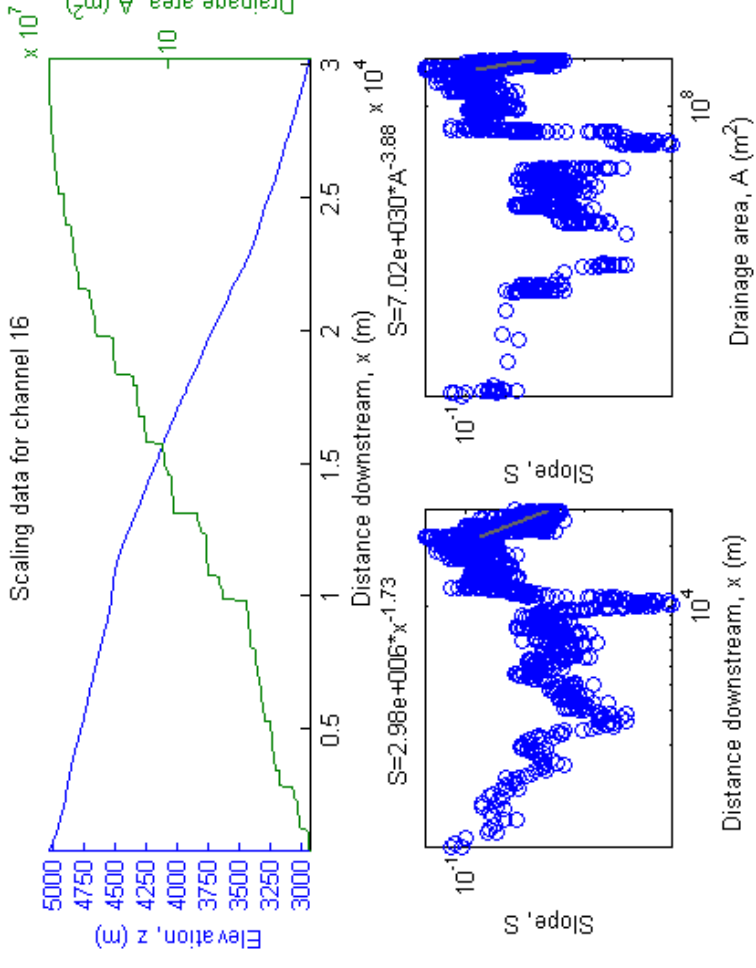 Scaling data for channel 16
x 10^7
Drainage area, A (m^2)
10
Elevation, z (m)
5000
4750
4500
4250
4000
3750
3500
3250
3000
0.5
1
1.5
2
2.5
3
x 10^4
Distance downstream, x (m)
S=2.98e+006*x^-1.73
Slope, S
10^-1
10^4
Distance downstream, x (m)
S=7.02e+030*A^-3.88
Slope, S
10^-1
10^8
Drainage area, A (m^2)